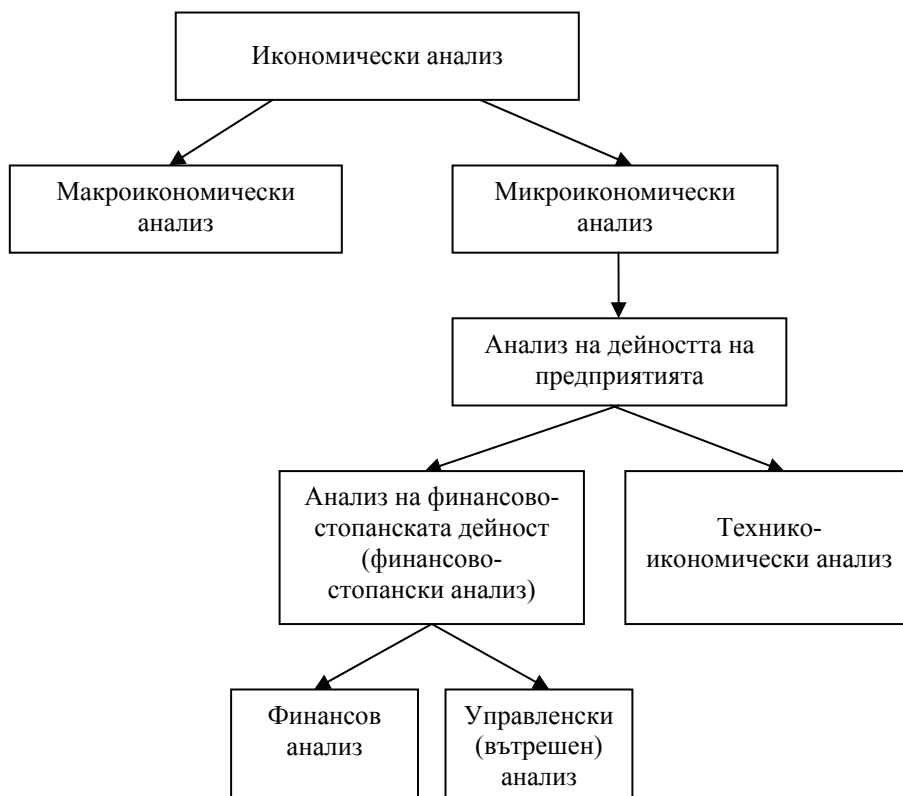 Икономически анализ
Макроикономически
анализ
Микроикономически
анализ
Анализ на дейността на
предприятията
Анализ на финансово-
стопанската дейност
(финансово-
стопански анализ)
Технико-
икономически анализ
Финансов
анализ
Управленски
(вътрешен)
анализ